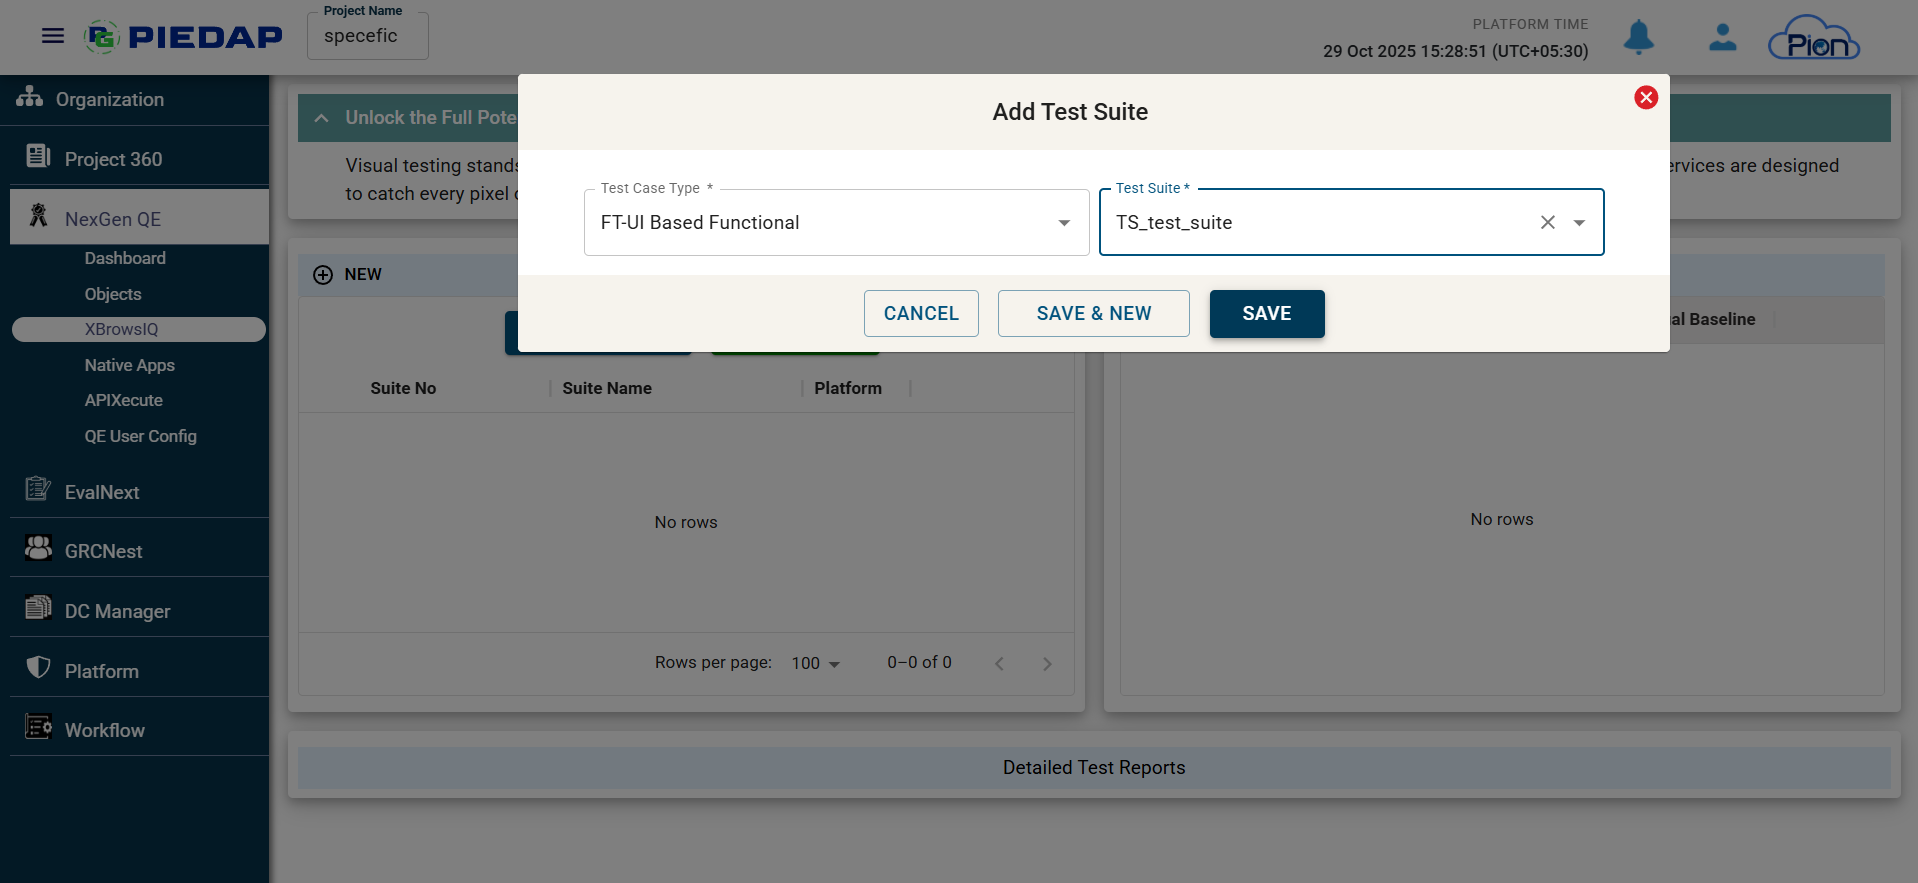 PIEDAP
Project Name
specefic
PLATFORM TIME
29 Oct 2025 15:28:51 (UTC+05:30)
Pion
Organization
Project 360
NexGen QE
Dashboard
Objects
XBrowsIQ
Native Apps
APIXecute
QE User Config
EvalNext
GRCNest
DC Manager
Platform
Workflow
Unlock the Full Pote
Visual testing stands
rvices are designed
to catch every pixel
Add Test Suite
Test Case Type *
FT-UI Based Functional
Test Suite *
TS_test_suite
CANCEL
SAVE & NEW
SAVE
NEW
Suite No
Suite Name
Platform
No rows
Rows per page:
100
0–0 of 0
al Baseline
No rows
Detailed Test Reports